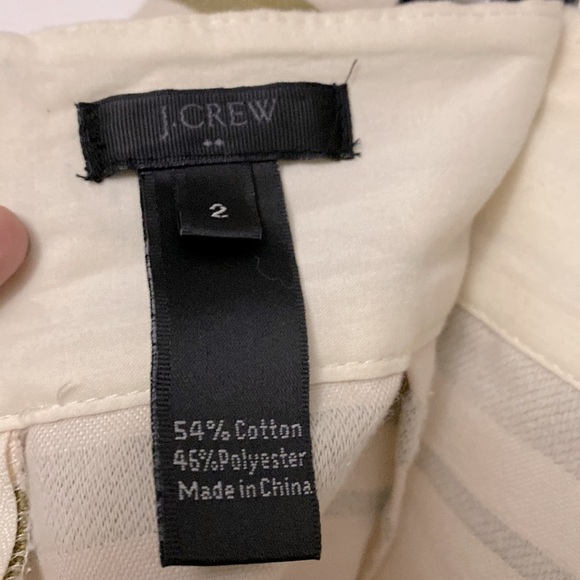 J.CREW
2
54% Cotton
46%Polyester
Made in China